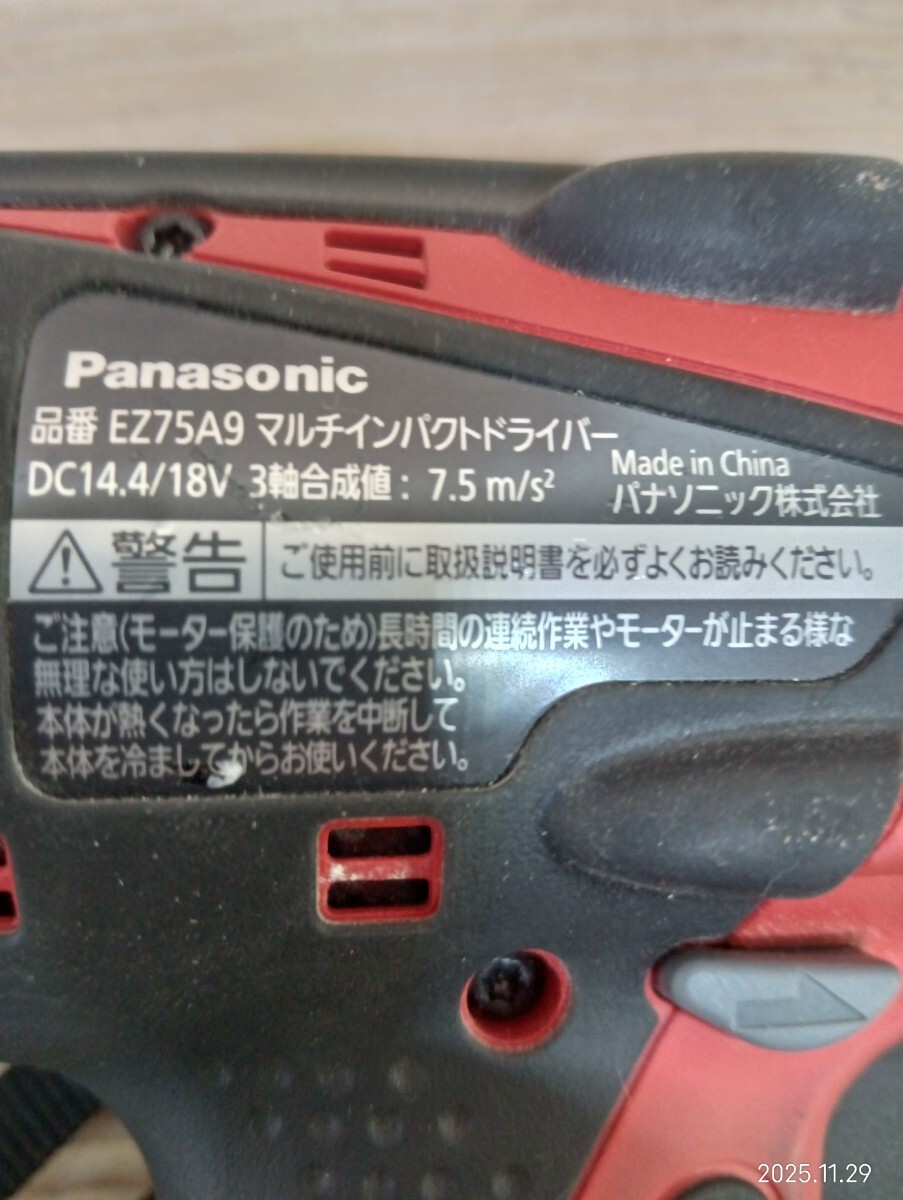 Panasonic
品番 EZ75A9 マルチインパクトドライバー
DC14.4/18V 3軸合成値: 7.5 m/s²
Made in China
パナソニック株式会社
警告 ご使用前に取扱説明書を必ずよくお読みください。
ご注意(モーター保護のため)長時間の連続作業やモーターが止まる様な
無理な使い方はしないでください。
本体が熱くなったら作業を中断して
本体を冷ましてからお使いください。
2025.11.29